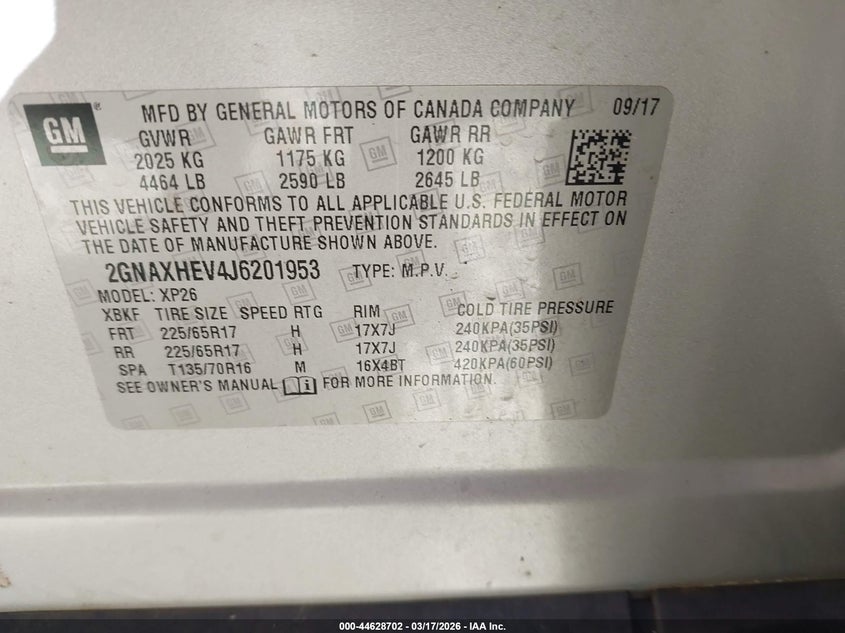 GM ® MFD BY GENERAL MOTORS OF CANADA COMPANY 09/17
GVWR GAWR FRT GAWR RR
2025 KG 1175 KG 1200 KG
4464 LB 2590 LB 2645 LB
THIS VEHICLE CONFORMS TO ALL APPLICABLE U.S. FEDERAL MOTOR
VEHICLE SAFETY AND THEFT PREVENTION STANDARDS IN EFFECT ON
THE DATE OF MANUFACTURE SHOWN ABOVE.
2GNAXHEV4J6201953 TYPE: M.P.V.
MODEL: XP26
XBKF TIRE SIZE SPEED RTG RIM COLD TIRE PRESSURE
FRT 225/65R17 H 17X7J 240KPA(35PSI)
RR 225/65R17 H 17X7J 240KPA(35PSI)
SPA T135/70R16 M 16X4BT 420KPA(60PSI)
SEE OWNER'S MANUAL FOR MORE INFORMATION.
000-44628702 — 03/17/2026 — IAA Inc.